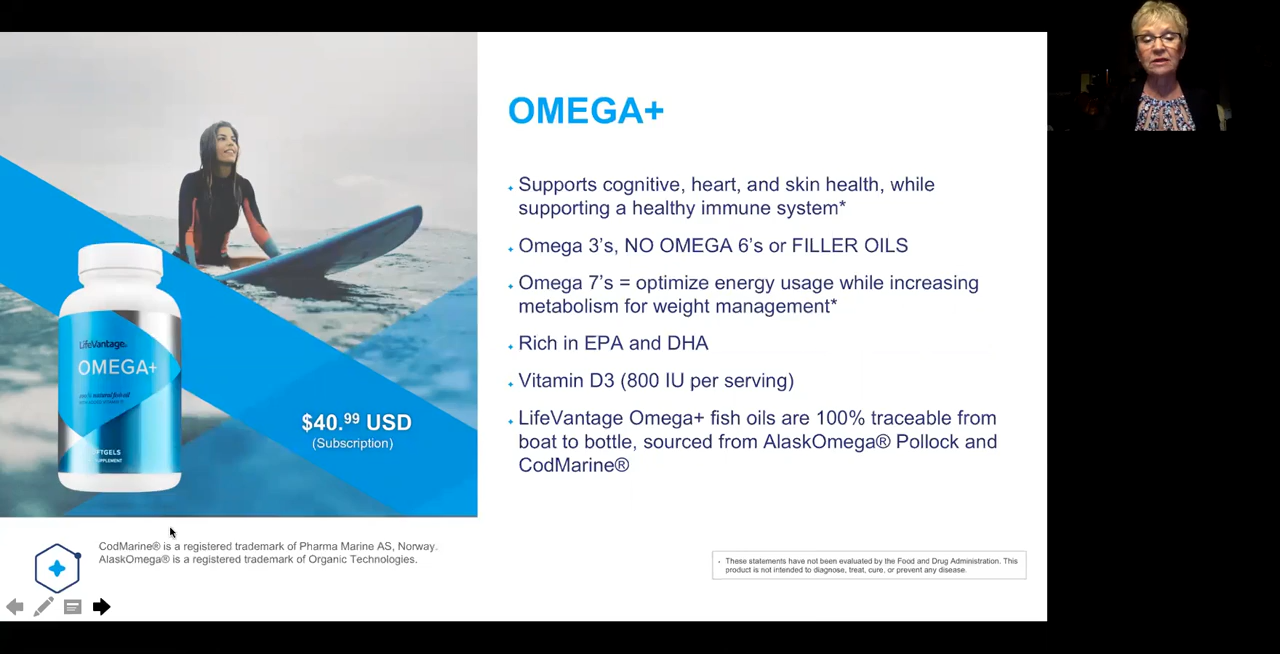 OMEGA+
Supports cognitive, heart, and skin health, while
supporting a healthy immune system*
Omega 3's, NO OMEGA 6's or FILLER OILS
Omega 7's = optimize energy usage while increasing
metabolism for weight management*
Rich in EPA and DHA
Vitamin D3 (800 IU per serving)
LifeVantage Omega+ fish oils are 100% traceable from
boat to bottle, sourced from AlaskOmega® Pollock and
CodMarine®
LifeVantage
OMEGA+
$40.99 USD
(Subscription)
CodMarine® is a registered trademark of Pharma Marine AS, Norway.
AlaskOmega® is a registered trademark of Organic Technologies.
These statements have not been evaluated by the Food and Drug Administration. This
product is not intended to diagnose, treat, cure, or prevent any disease.